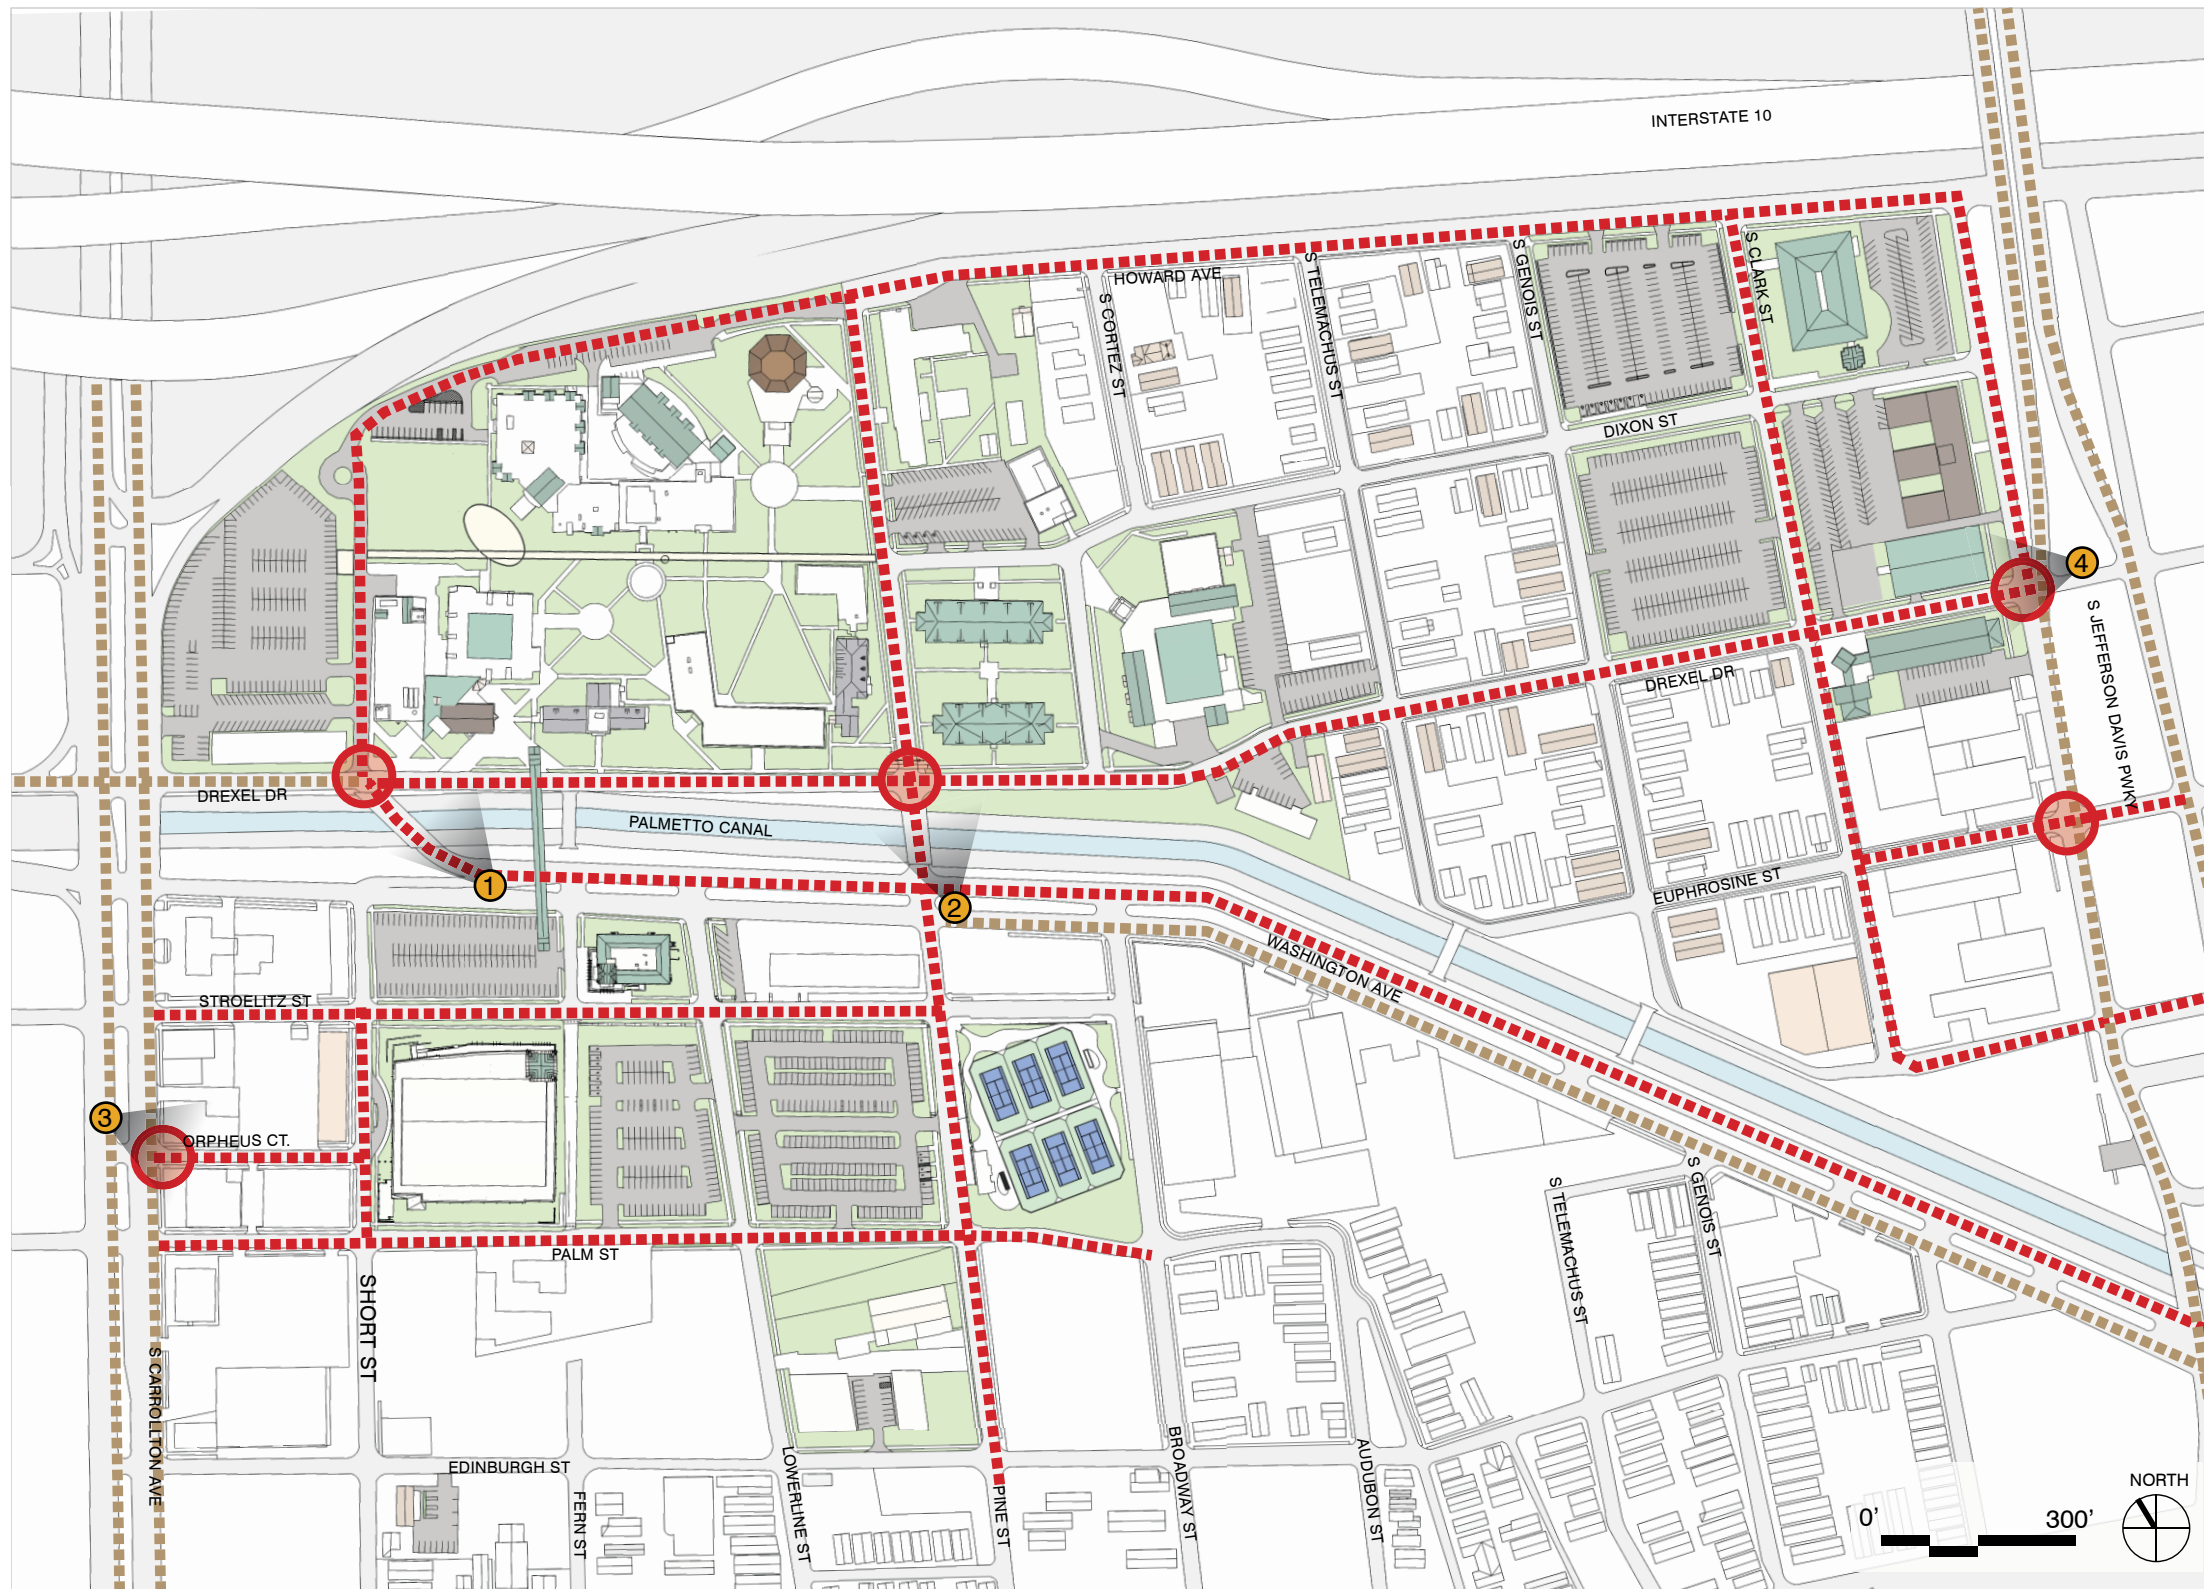 INTERSTATE 10
HOWARD AVE
S CORTEZ ST
S TELEMACHUS ST
S GENOIS ST
S CLARK ST
DIXON ST
4
S JEFFERSON DAVIS PWKY
DREXEL DR
DREXEL DR
PALMETTO CANAL
1
2
EUPHROSINE ST
WASHINGTON AVE
STROELITZ ST
3
ORPHEUS CT.
PALM ST
SHORT ST
S CARROLLTON AVE
S TELEMACHUS ST
S GENOIS ST
EDINBURGH ST
FERN ST
LOWERLINE ST
PINE ST
BROADWAY ST
AUDUBON ST
NORTH
0' 300'